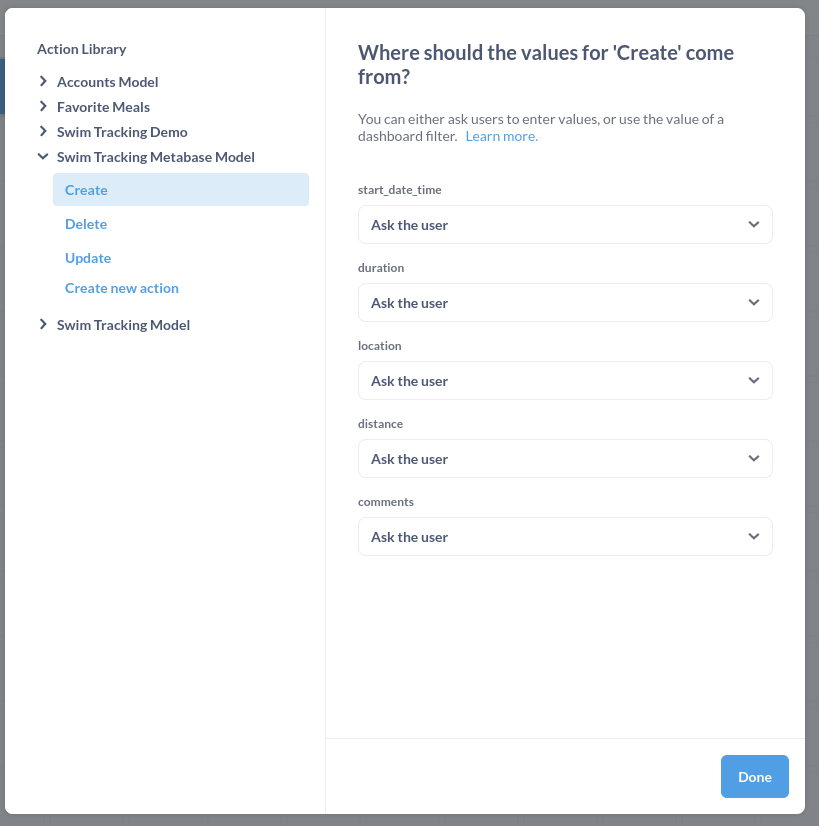 Action Library
Accounts Model
Favorite Meals
Swim Tracking Demo
Swim Tracking Metabase Model
Create
Delete
Update
Create new action
Swim Tracking Model
Where should the values for 'Create' come
from?
You can either ask users to enter values, or use the value of a
dashboard filter. Learn more.
start_date_time
Ask the user
duration
Ask the user
location
Ask the user
distance
Ask the user
comments
Ask the user
Done